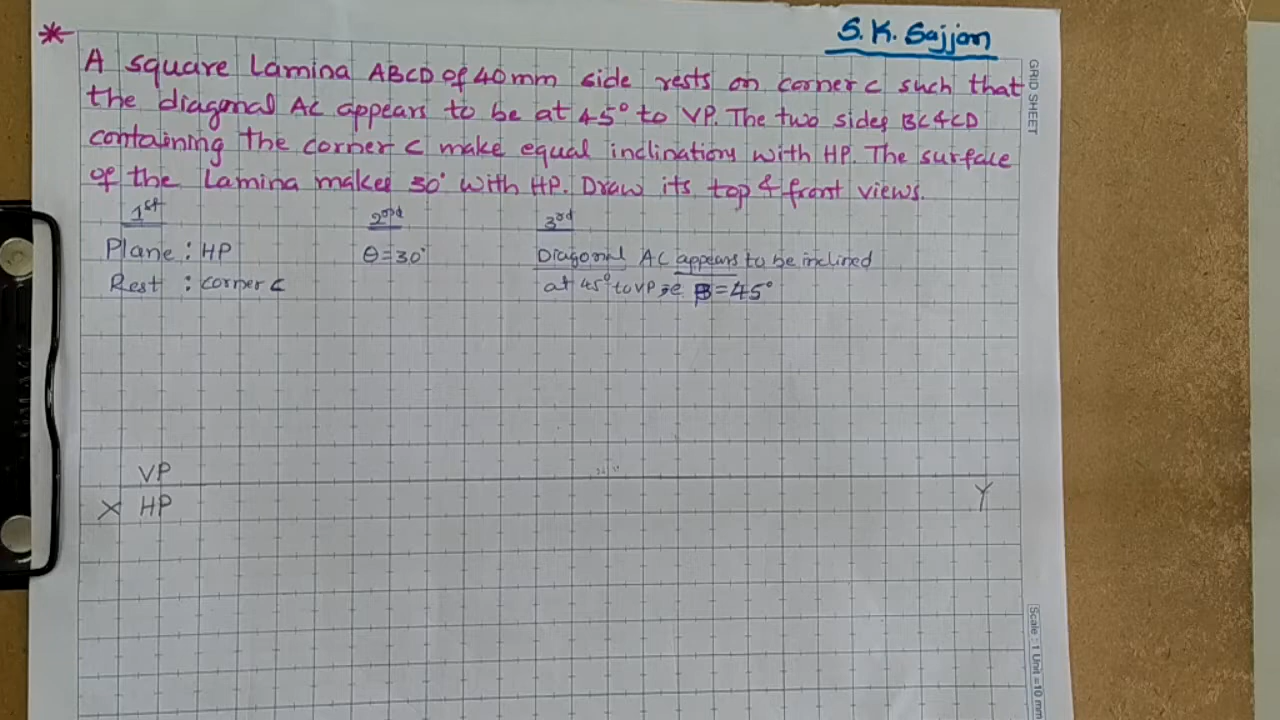 S. K. Sajjan
* A square Lamina ABCD of 40mm side rests on corner c such that
the diagonal AC appears to be at 45° to VP. The two sides BC & CD
containing the corner c make equal inclinations with HP. The surface
of the Lamina makes 30° with HP. Draw its top & front views.
1st 2nd 3rd
Plane : HP θ=30° Diagonal AC appears to be inclined
Rest : corner C at 45° to VP ie β=45°
VP
X HP Y
GRID SHEET
Scale : 1 Unit = 10 mm